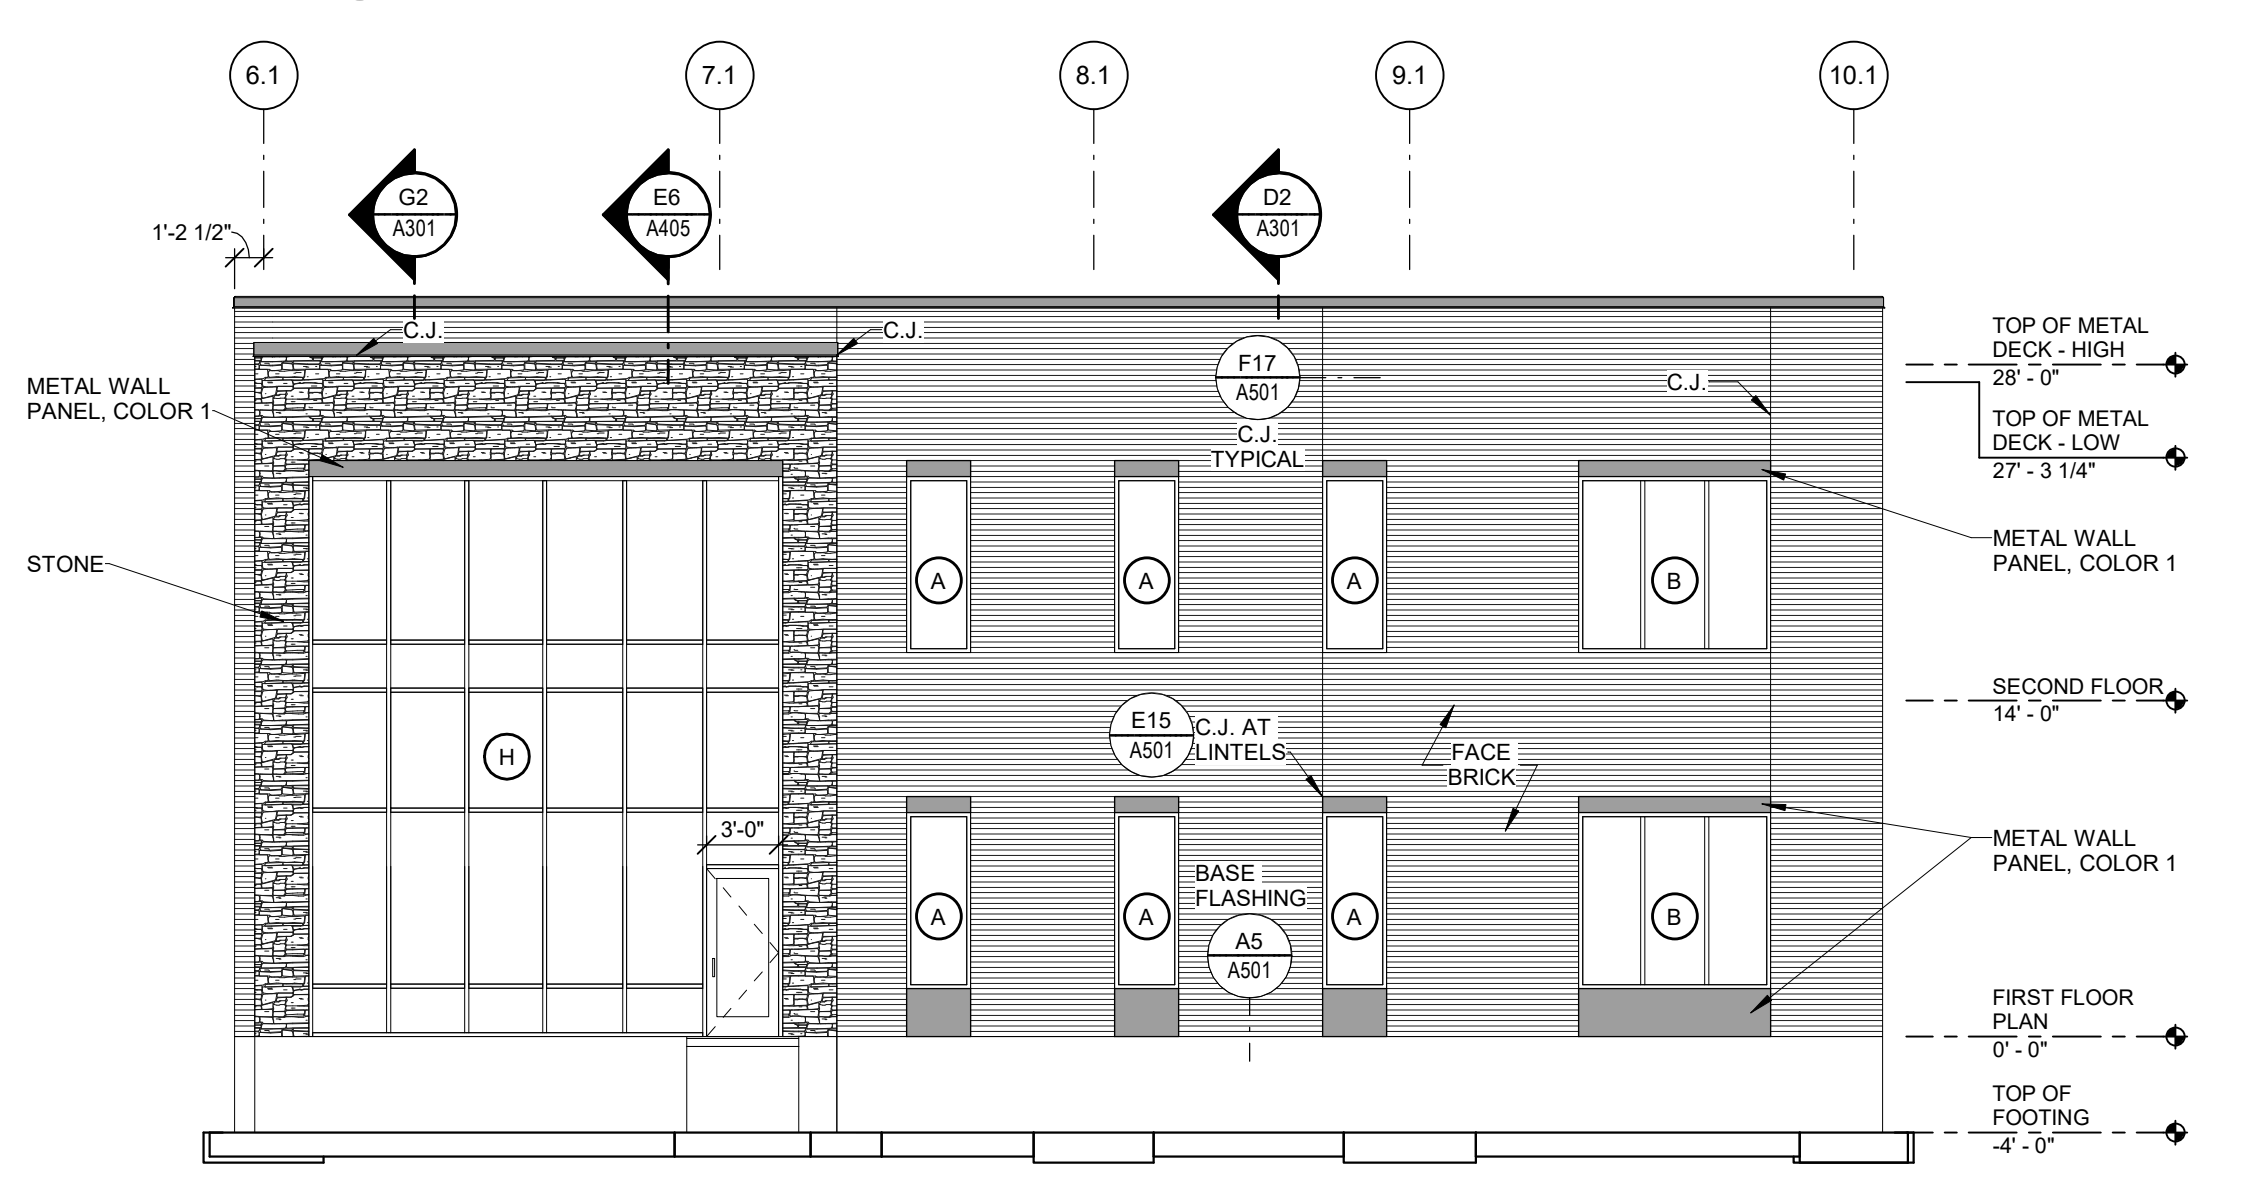 6.1
7.1
8.1
9.1
10.1
G2
A301
E6
A405
D2
A301
1'-2 1/2"
C.J.
C.J.
F17
A501
C.J.
TYPICAL
C.J.
TOP OF METAL
DECK - HIGH
28' - 0"
TOP OF METAL
DECK - LOW
27' - 3 1/4"
METAL WALL
PANEL, COLOR 1
METAL WALL
PANEL, COLOR 1
STONE
A
A
A
B
SECOND FLOOR
14' - 0"
H
E15
A501
C.J. AT
LINTELS
FACE
BRICK
3'-0"
METAL WALL
PANEL, COLOR 1
BASE
FLASHING
A
A
A
B
A5
A501
FIRST FLOOR
PLAN
0' - 0"
TOP OF
FOOTING
-4' - 0"